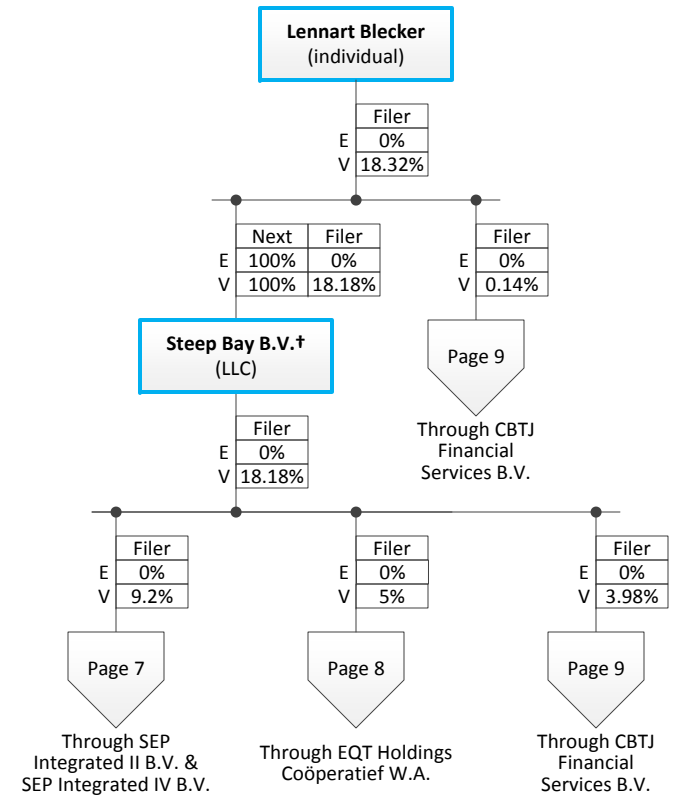 Lennart Blecker
(individual)
Filer
E 0%
V 18.32%
Next Filer
E 100% 0%
V 100% 18.18%
Filer
E 0%
V 0.14%
Steep Bay B.V.†
(LLC)
Page 9
Through CBTJ
Financial
Services B.V.
Filer
E 0%
V 18.18%
Filer
E 0%
V 9.2%
Filer
E 0%
V 5%
Filer
E 0%
V 3.98%
Page 7
Through SEP
Integrated II B.V. &
SEP Integrated IV B.V.
Page 8
Through EQT Holdings
Coöperatief W.A.
Page 9
Through CBTJ
Financial
Services B.V.